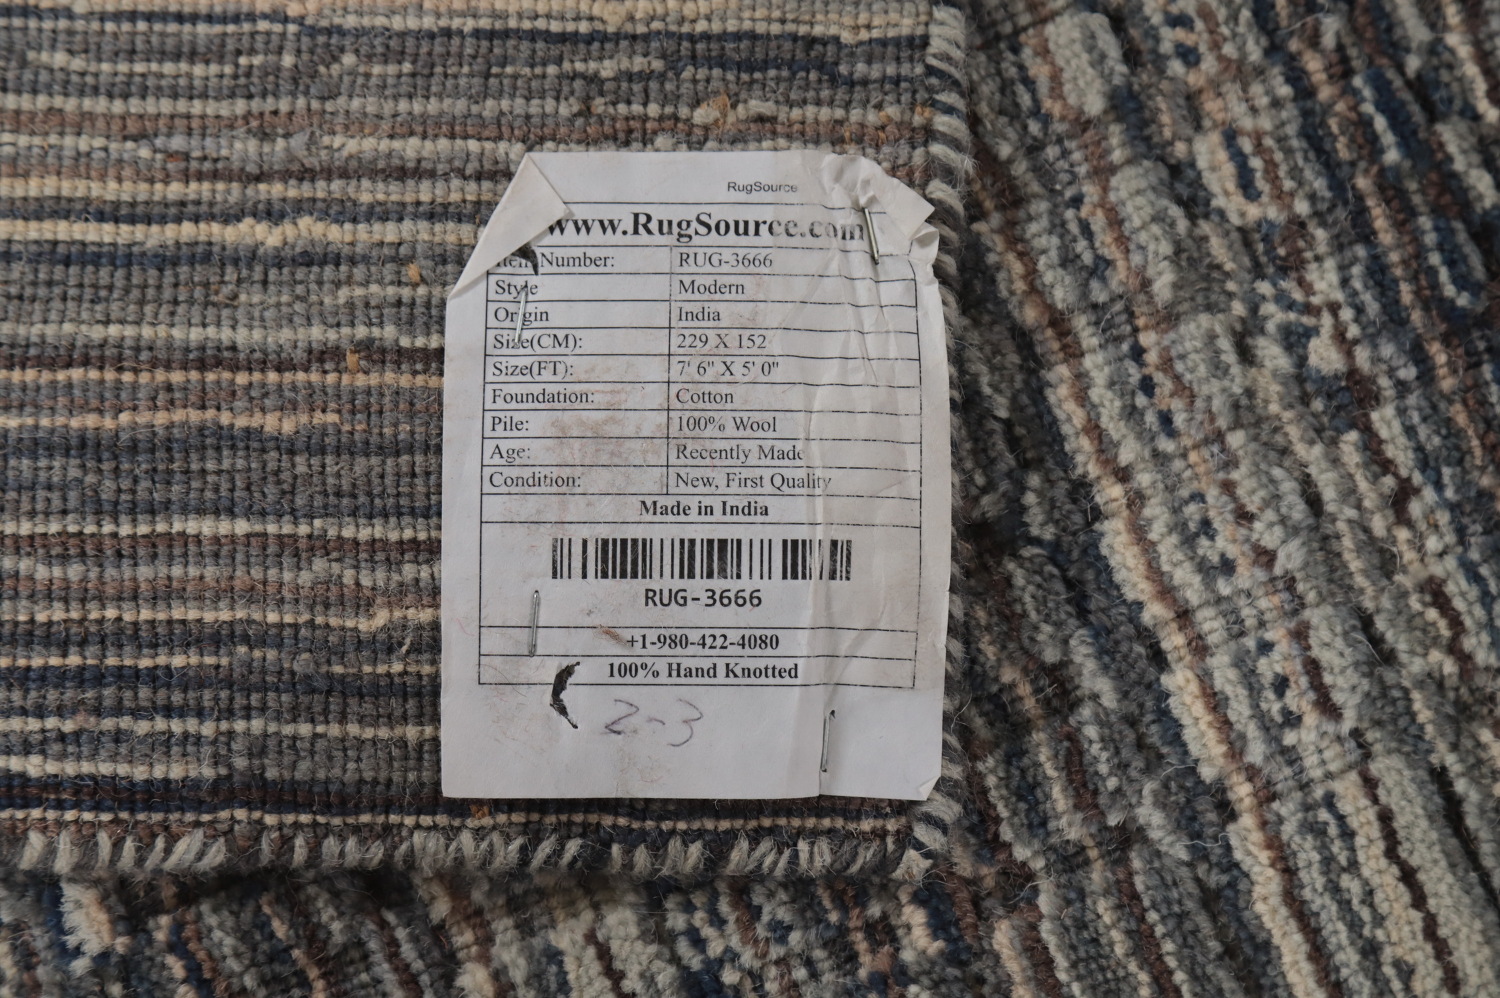 RugSource
www.RugSource.com
Item Number: RUG-3666
Style Modern
Origin India
Size(CM): 229 X 152
Size(FT): 7' 6" X 5' 0"
Foundation: Cotton
Pile: 100% Wool
Age: Recently Made
Condition: New, First Quality
Made in India
RUG-3666
+1-980-422-4080
100% Hand Knotted
2-3